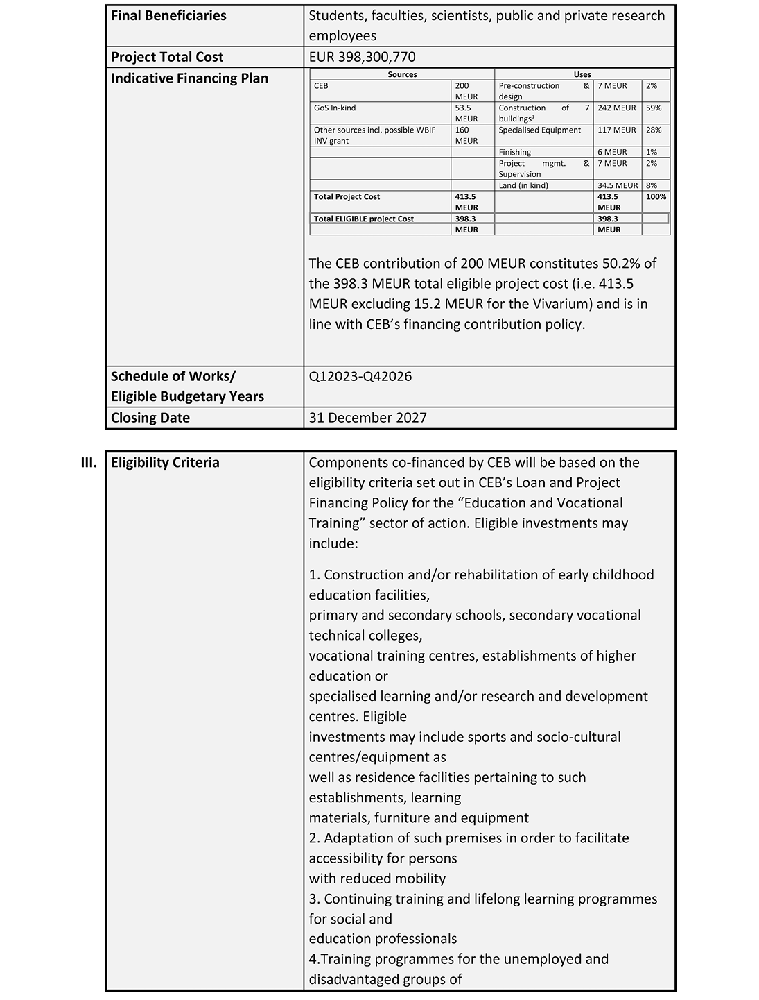 Final Beneficiaries
Students, faculties, scientists, public and private research
employees
Project Total Cost
EUR 398,300,770
Indicative Financing Plan
Sources Uses
CEB 200 MEUR Pre-construction & design 7 MEUR 2%
GoS In-kind 53.5 MEUR Construction of 7 buildings¹ 242 MEUR 59%
Other sources incl. possible WBIF INV grant 160 MEUR Specialised Equipment 117 MEUR 28%
Finishing 6 MEUR 1%
Project mgmt. & Supervision 7 MEUR 2%
Land (in kind) 34.5 MEUR 8%
Total Project Cost 413.5 MEUR 413.5 MEUR 100%
Total ELIGIBLE project Cost 398.3 MEUR 398.3 MEUR
The CEB contribution of 200 MEUR constitutes 50.2% of
the 398.3 MEUR total eligible project cost (i.e. 413.5
MEUR excluding 15.2 MEUR for the Vivarium) and is in
line with CEB’s financing contribution policy.
Schedule of Works/
Eligible Budgetary Years
Q12023-Q42026
Closing Date
31 December 2027
III.
Eligibility Criteria
Components co-financed by CEB will be based on the
eligibility criteria set out in CEB’s Loan and Project
Financing Policy for the “Education and Vocational
Training” sector of action. Eligible investments may
include:
1. Construction and/or rehabilitation of early childhood
education facilities,
primary and secondary schools, secondary vocational
technical colleges,
vocational training centres, establishments of higher
education or
specialised learning and/or research and development
centres. Eligible
investments may include sports and socio-cultural
centres/equipment as
well as residence facilities pertaining to such
establishments, learning
materials, furniture and equipment
2. Adaptation of such premises in order to facilitate
accessibility for persons
with reduced mobility
3. Continuing training and lifelong learning programmes
for social and
education professionals
4.Training programmes for the unemployed and
disadvantaged groups of